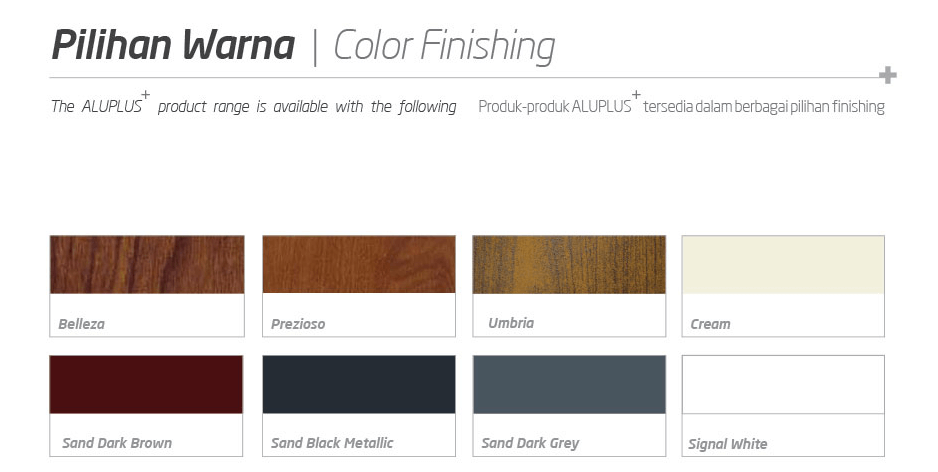 Pilihan Warna | Color Finishing
The ALUPLUS+ product range is available with the following
Produk-produk ALUPLUS+ tersedia dalam berbagai pilihan finishing
Belleza
Prezioso
Umbria
Cream
Sand Dark Brown
Sand Black Metallic
Sand Dark Grey
Signal White